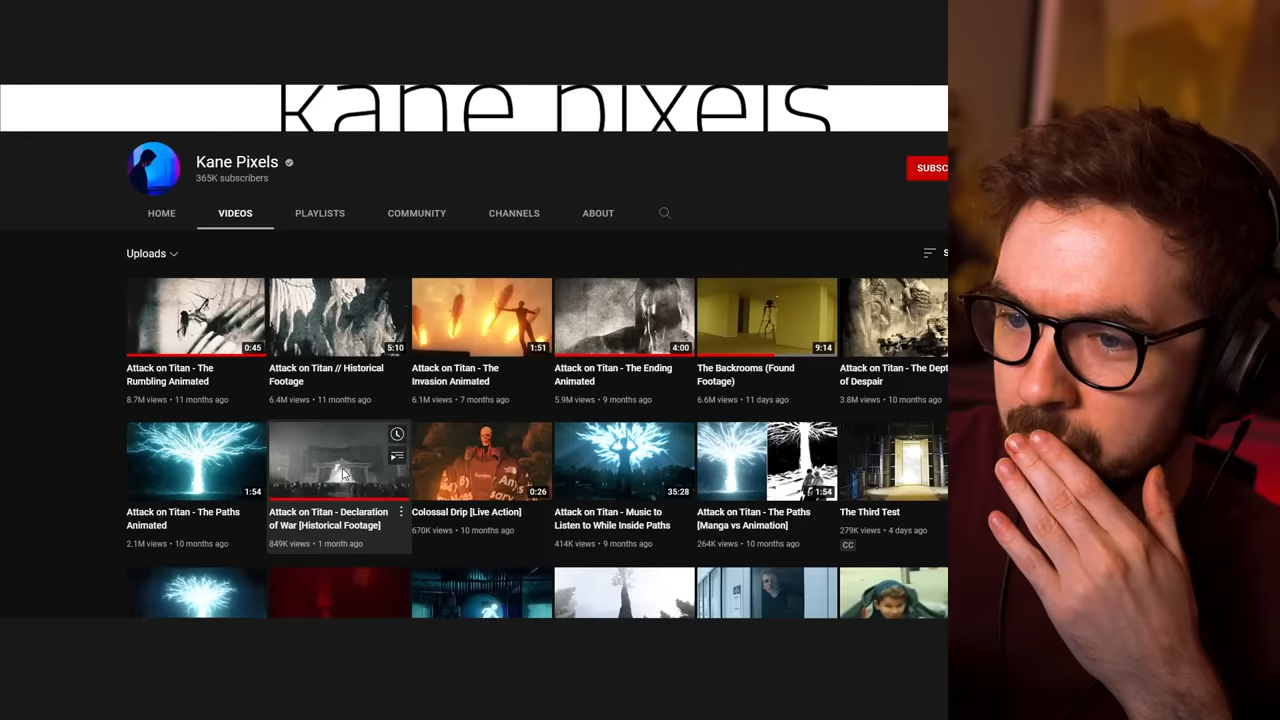 kane pixels
Kane Pixels
365K subscribers
SUBSC
HOME
VIDEOS
PLAYLISTS
COMMUNITY
CHANNELS
ABOUT
Uploads
S
0:45
5:10
1:51
4:00
9:14
Attack on Titan - The
Rumbling Animated
8.7M views • 11 months ago
Attack on Titan // Historical
Footage
6.4M views • 11 months ago
Attack on Titan - The
Invasion Animated
6.1M views • 7 months ago
Attack on Titan - The Ending
Animated
5.9M views • 9 months ago
The Backrooms (Found
Footage)
6.6M views • 11 days ago
Attack on Titan - The Dept
of Despair
3.8M views • 10 months ago
1:54
0:26
35:28
1:54
Attack on Titan - The Paths
Animated
2.1M views • 10 months ago
Attack on Titan - Declaration
of War [Historical Footage]
849K views • 1 month ago
Colossal Drip [Live Action]
670K views • 10 months ago
Attack on Titan - Music to
Listen to While Inside Paths
414K views • 9 months ago
Attack on Titan - The Paths
[Manga vs Animation]
264K views • 10 months ago
The Third Test
279K views • 4 days ago
CC